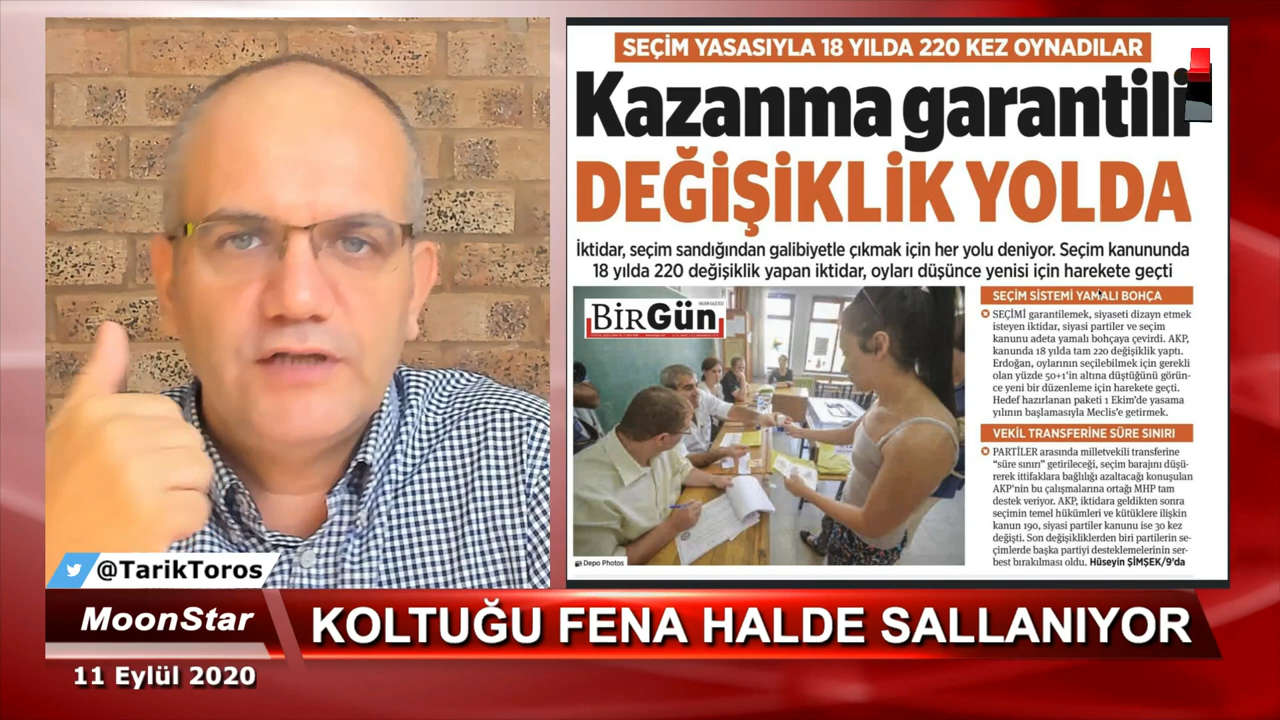 SEÇİM YASASIYLA 18 YILDA 220 KEZ OYNADILAR
Kazanma garantili
DEĞİŞİKLİK YOLDA
İktidar, seçim sandığından galibiyetle çıkmak için her yolu deniyor. Seçim kanununda
18 yılda 220 değişiklik yapan iktidar, oyları düşünce yenisi için harekete geçti
BİRGün
Depo Photos
SEÇİM SİSTEMİ YAMALI BOHÇA
SEÇİMİ garantilemek, siyaseti dizayn etmek
isteyen iktidar, siyasi partiler ve seçim
kanunu adeta yamalı bohçaya çevirdi. AKP,
kanunda 18 yılda tam 220 değişiklik yaptı.
Erdoğan, oylarının seçilebilmek için gerekli
olan yüzde 50+1'in altına düştüğünü görün-
ce yeni bir düzenleme için harekete geçti.
Hedef hazırlanan paketi 1 Ekim'de yasama
yılının başlamasıyla Meclis'e getirmek.
VEKİL TRANSFERİNE SÜRE SINIRI
PARTİLER arasında milletvekili transferine
"süre sınırı" getirileceği, seçim barajını düşü-
rerek ittifaklara bağlılığı azaltacağı konuşulan
AKP'nin bu çalışmalarına ortağı MHP tam
destek veriyor. AKP, iktidara geldikten sonra
seçimin temel hükümleri ve kütüklere ilişkin
kanun 190, siyasi partiler kanunu ise 30 kez
değişti. Son değişikliklerden biri partilerin se-
çimlerde başka partiyi desteklemelerinin ser-
best bırakılması oldu. Hüseyin ŞİMŞEK/9'da
@TarikToros
MoonStar
KOLTUĞU FENA HALDE SALLANIYOR
11 Eylül 2020